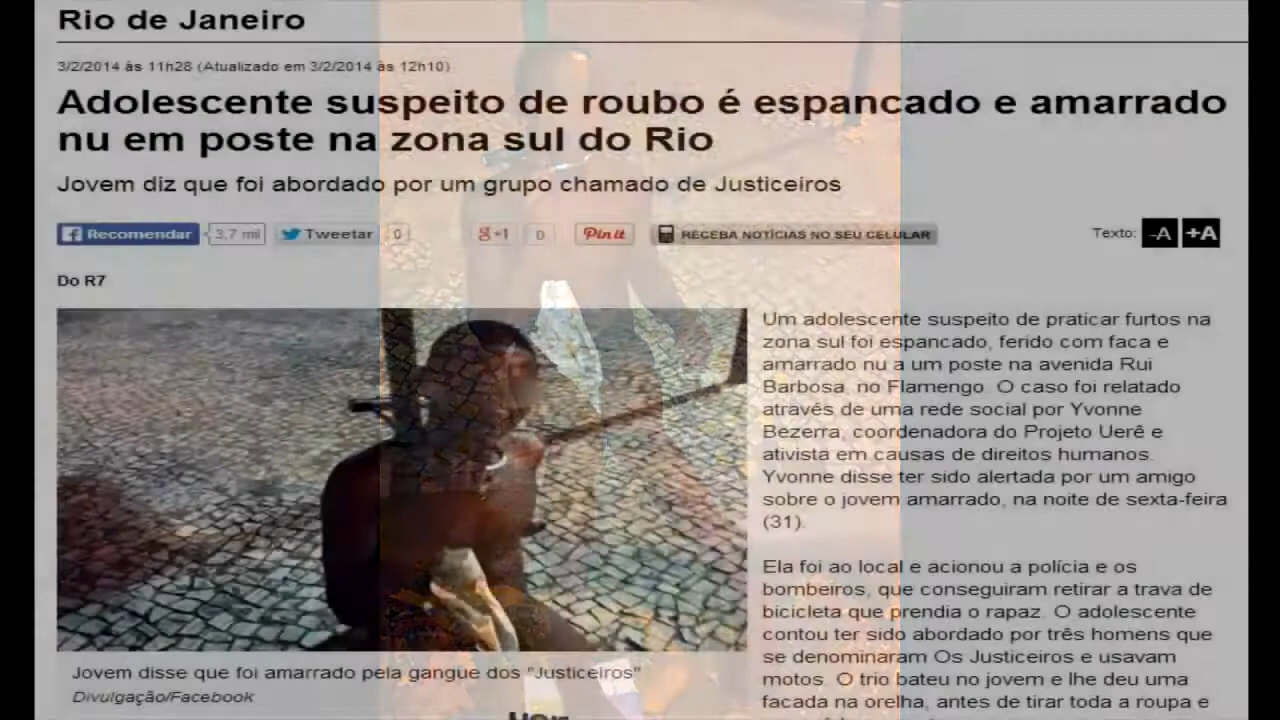 Rio de Janeiro
3/2/2014 às 11h28 (Atualizado em 3/2/2014 às 12h10)
Adolescente suspeito de roubo é espancado e amarrado
nu em poste na zona sul do Rio
Jovem diz que foi abordado por um grupo chamado de Justiceiros
Recomendar 3,7 mil Tweetar 0 g+1 0 Pin it RECEBA NOTÍCIAS NO SEU CELULAR Texto: -A +A
Do R7
Um adolescente suspeito de praticar furtos na
zona sul foi espancado, ferido com faca e
amarrado nu a um poste na avenida Rui
Barbosa, no Flamengo. O caso foi relatado
através de uma rede social por Yvonne
Bezerra, coordenadora do Projeto Uerê e
ativista em causas de direitos humanos.
Yvonne disse ter sido alertada por um amigo
sobre o jovem amarrado, na noite de sexta-feira
(31).
Ela foi ao local e acionou a polícia e os
bombeiros, que conseguiram retirar a trava de
bicicleta que prendia o rapaz. O adolescente
contou ter sido abordado por três homens que
se denominaram Os Justiceiros e usavam
motos. O trio bateu no jovem e lhe deu uma
facada na orelha, antes de tirar toda a roupa e
Jovem disse que foi amarrado pela gangue dos "Justiceiros"
Divulgação/Facebook